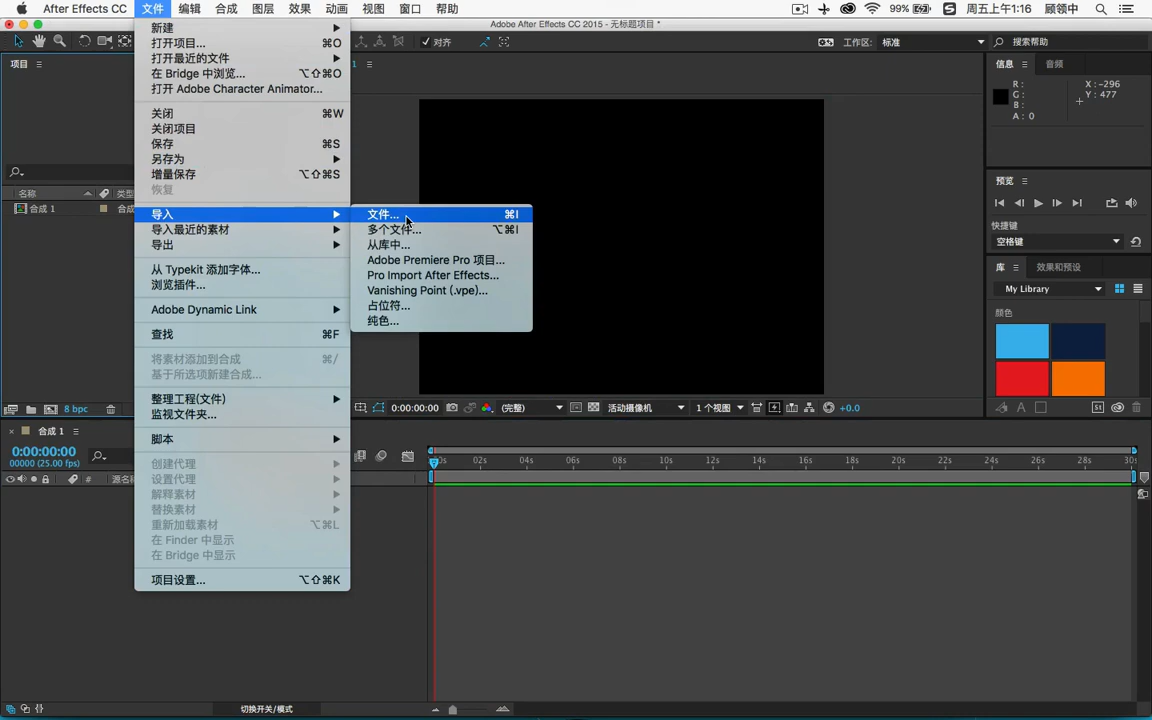 After Effects CC 文件 编辑 合成 图层 效果 动画 视图 窗口 帮助 99% 周五上午1:16 顾领中
Adobe After Effects CC 2015 - 无标题项目 *
对齐 工作区: 标准 搜索帮助
项目
名称 类型
合成 1 合成
8 bpc
新建
打开项目... ⌘O
打开最近的文件
在 Bridge 中浏览... ⌥⇧⌘O
打开 Adobe Character Animator...
关闭 ⌘W
关闭项目
保存 ⌘S
另存为
增量保存 ⌥⇧⌘S
恢复
导入
导入最近的素材
导出
从 Typekit 添加字体...
浏览插件...
Adobe Dynamic Link
查找 ⌘F
将素材添加到合成 ⌘/
基于所选项新建合成...
整理工程(文件)
监视文件夹...
脚本
创建代理
设置代理
解释素材
替换素材
重新加载素材 ⌥⌘L
在 Finder 中显示
在 Bridge 中显示
项目设置... ⌥⇧⌘K
文件... ⌘I
多个文件... ⌥⌘I
从库中...
Adobe Premiere Pro 项目...
Pro Import After Effects...
Vanishing Point (.vpe)...
占位符...
纯色...
1
0:00:00:00 (完整) 活动摄像机 1 个视图 +0.0
信息 音频
R : X : -296
G : Y : 477
B :
A : 0
预览
快捷键
空格键
库 效果和预设
My Library
颜色
A St
合成 1
0:00:00:00
00000 (25.00 fps)
# 源名
0s 02s 04s 06s 08s 10s 12s 14s 16s 18s 20s 22s 24s 26s 28s 30s
切换开关/模式